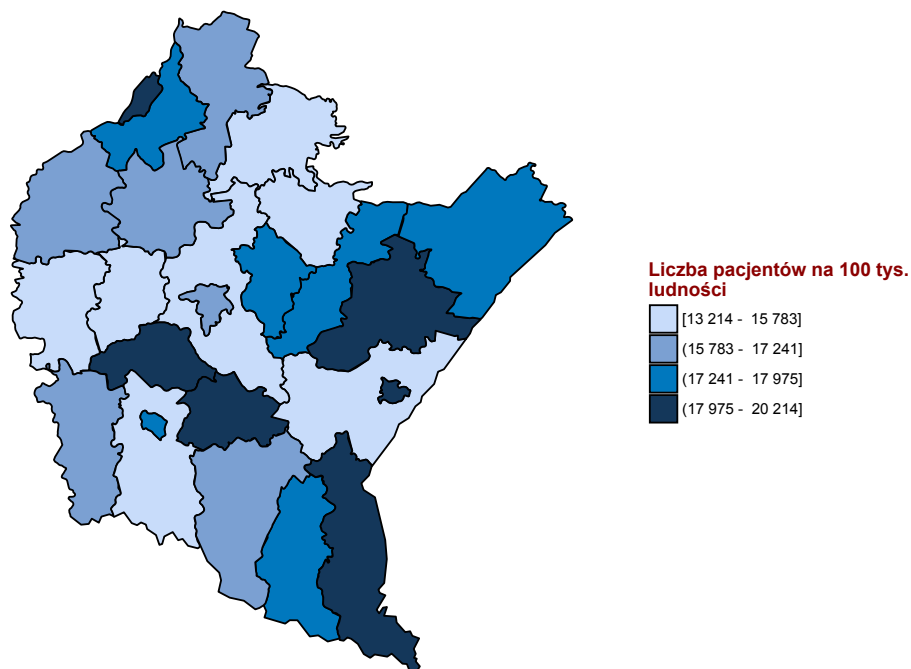 Liczba pacjentów na 100 tys.
ludności
[13 214 - 15 783]
(15 783 - 17 241]
(17 241 - 17 975]
(17 975 - 20 214]